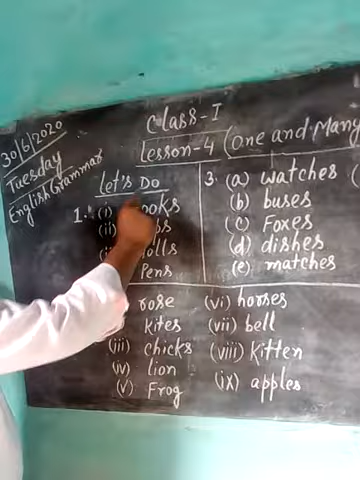 30/6/2020
Tuesday
English Grammar
Class-I
Lesson-4 (One and Many
Let's Do
1. (i) ooks
(ii)
olls
Pens
3. (a) watches (
(b) buses
(c) Foxes
(d) dishes
(e) matches
rose
kites
(iii) chicks
(iv) lion
(v) Frog
(vi) horses
(vii) bell
(viii) Kitten
(ix) apples